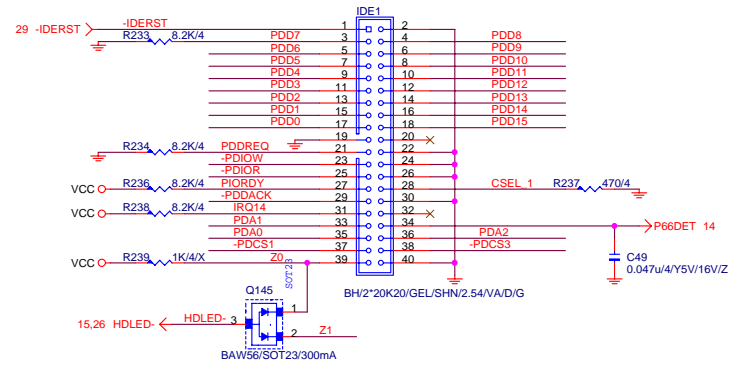 IDE1
29 -IDERST -IDERST 1 2
R233 8.2K/4 PDD7 3 4 PDD8
PDD6 5 6 PDD9
PDD5 7 8 PDD10
PDD4 9 10 PDD11
PDD3 11 12 PDD12
PDD2 13 14 PDD13
PDD1 15 16 PDD14
PDD0 17 18 PDD15
19 20
R234 8.2K/4 PDDREQ 21 22
-PDIOW 23 24
-PDIOR 25 26
VCC R236 8.2K/4 PIORDY 27 28 CSEL_1 R237 470/4
-PDDACK 29 30
VCC R238 8.2K/4 IRQ14 31 32
PDA1 33 34 P66DET 14
PDA0 35 36 PDA2
-PDCS1 37 38 -PDCS3
VCC R239 1K/4/X Z0 39 40
C49
0.047u/4/Y5V/16V/Z
SOT23
BH/2*20K20/GEL/SHN/2.54/VA/D/G
Q145
1
15,26 HDLED- HDLED- 3
2 Z1
BAW56/SOT23/300mA